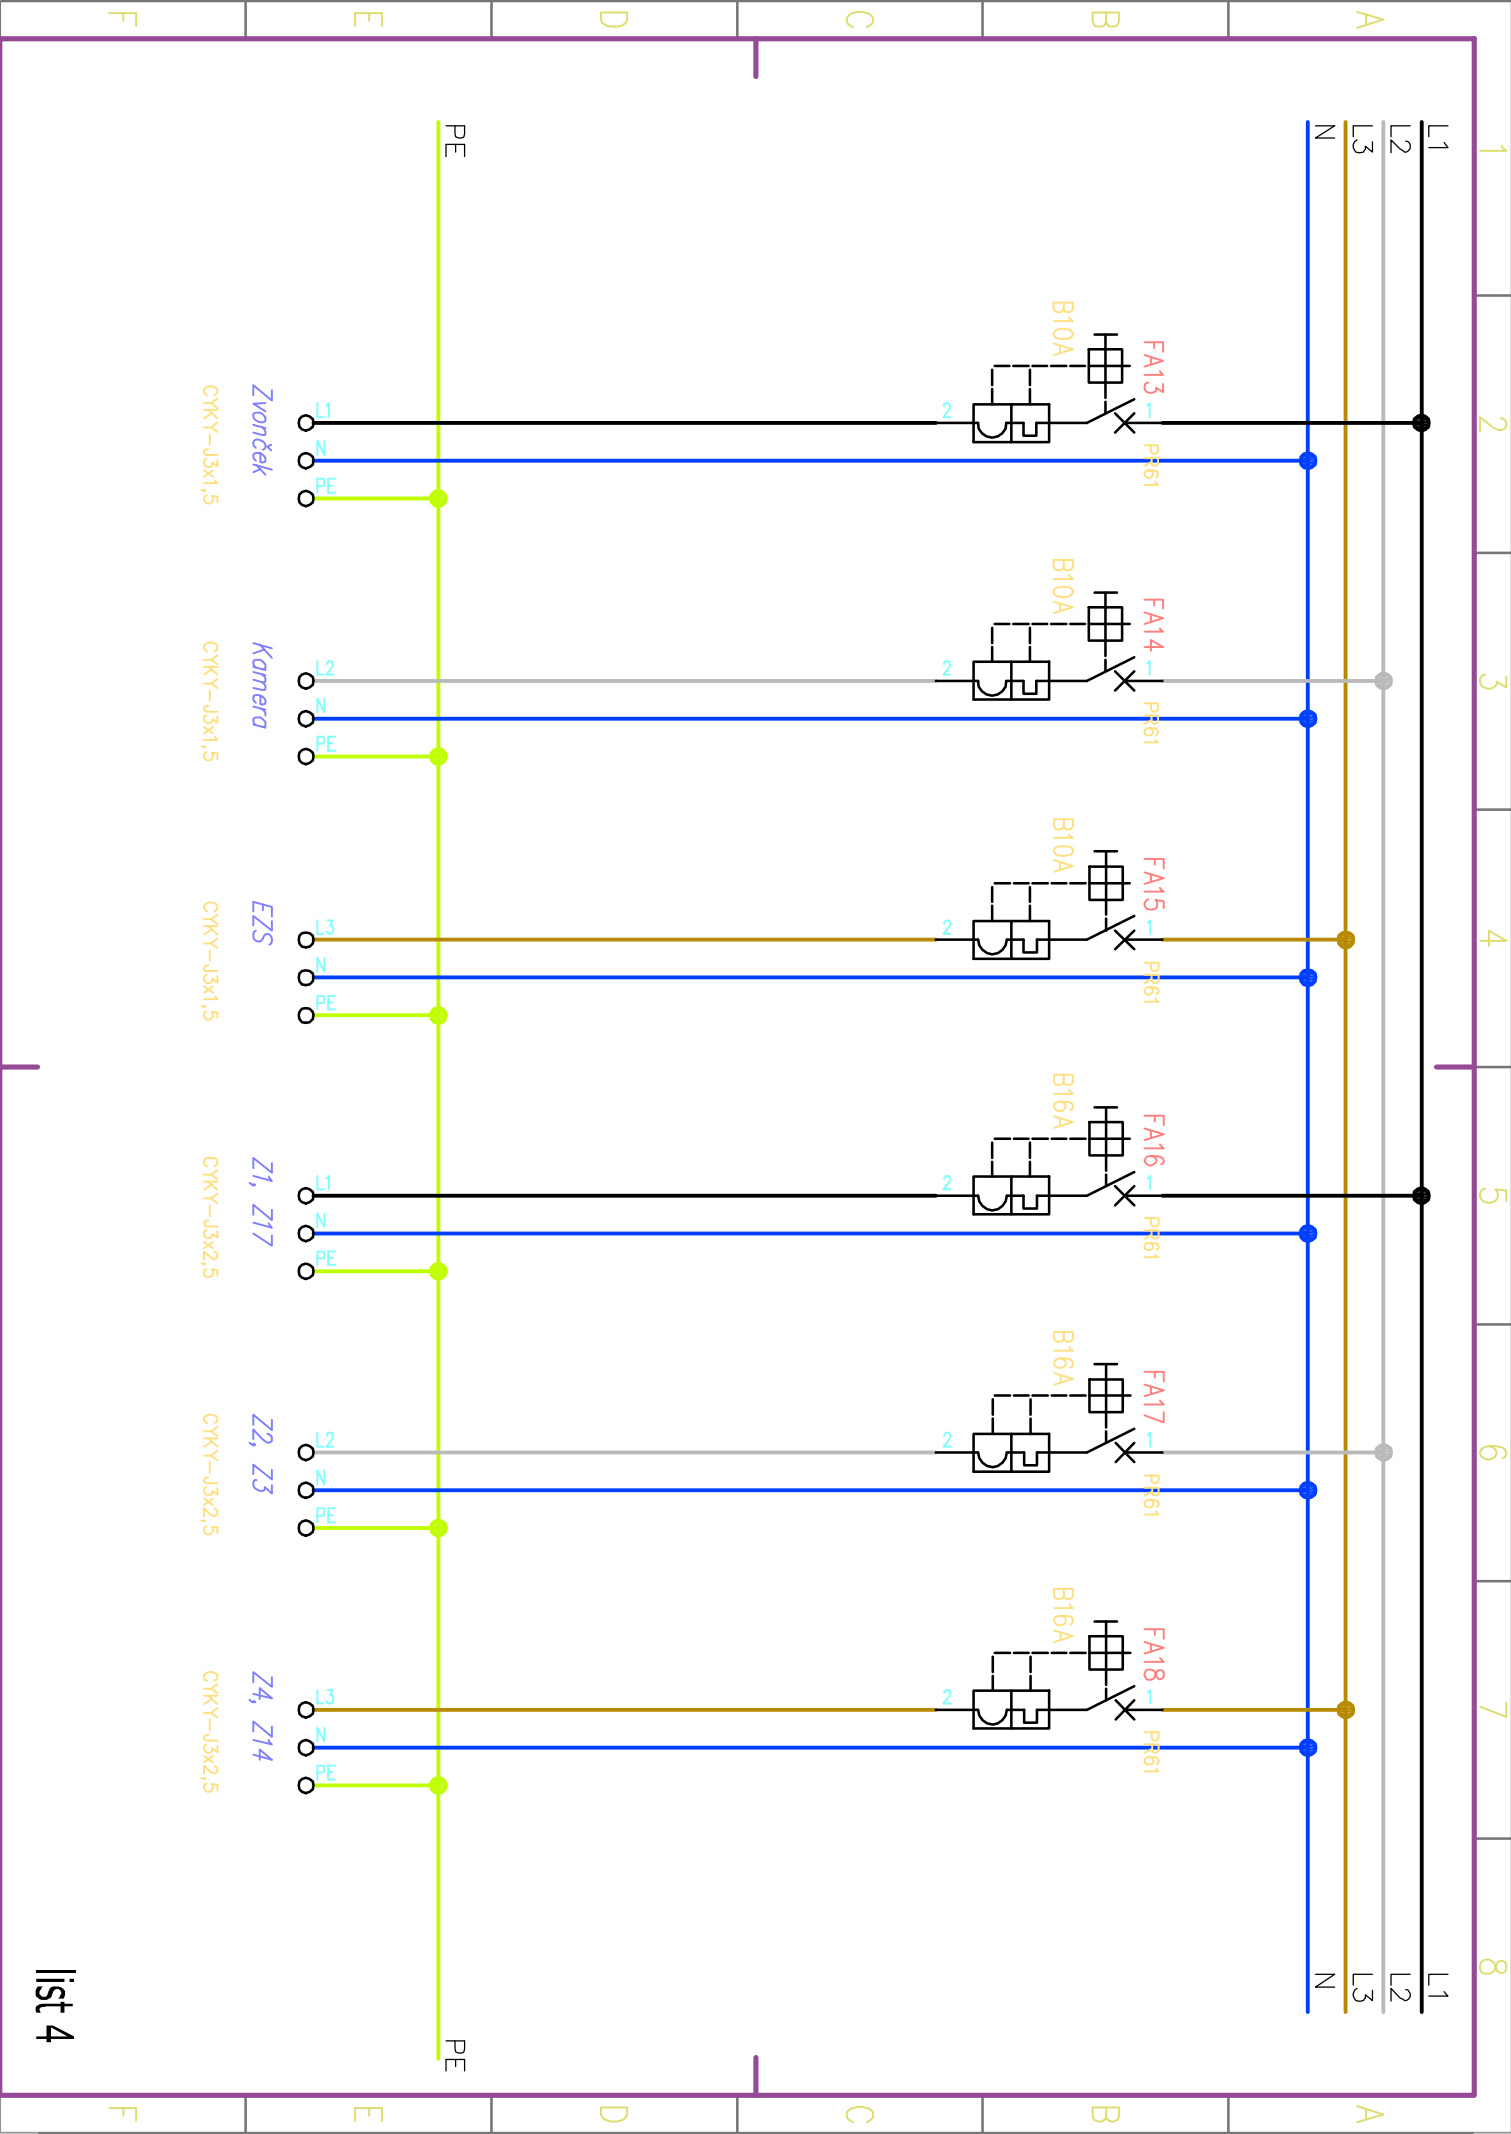 1 2 3 4 5 6 7 8
A A
L1 L1
L2 L2
L3 L3
N N
B B
FA13 FA14 FA15 FA16 FA17 FA18
1 1 1 1 1 1
PR61 PR61 PR61 PR61 PR61 PR61
B10A B10A B10A B16A B16A B16A
2 2 2 2 2 2
C C
D D
PE PE
E E
L1 N PE L2 N PE L3 N PE L1 N PE L2 N PE L3 N PE
Zvonček Kamera EZS Z1, Z17 Z2, Z3 Z4, Z14
CYKY-J3x1,5 CYKY-J3x1,5 CYKY-J3x1,5 CYKY-J3x2,5 CYKY-J3x2,5 CYKY-J3x2,5
F F
list 4